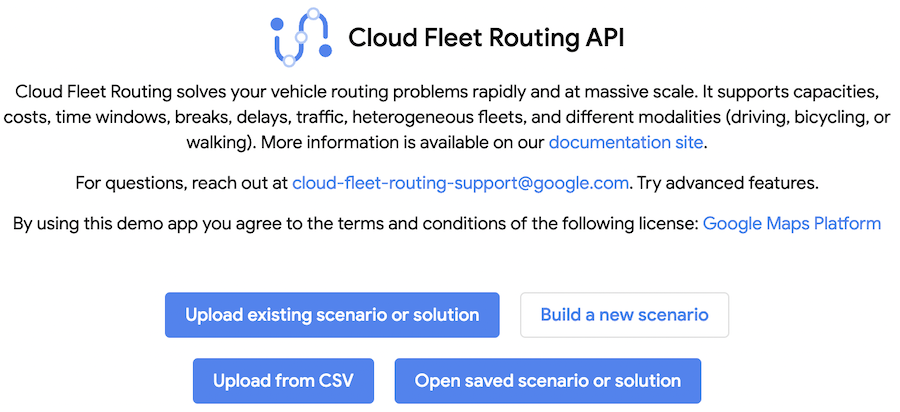 Cloud Fleet Routing API
Cloud Fleet Routing solves your vehicle routing problems rapidly and at massive scale. It supports capacities,
costs, time windows, breaks, delays, traffic, heterogeneous fleets, and different modalities (driving, bicycling, or
walking). More information is available on our documentation site.
For questions, reach out at cloud-fleet-routing-support@google.com. Try advanced features.
By using this demo app you agree to the terms and conditions of the following license: Google Maps Platform
Upload existing scenario or solution
Build a new scenario
Upload from CSV
Open saved scenario or solution